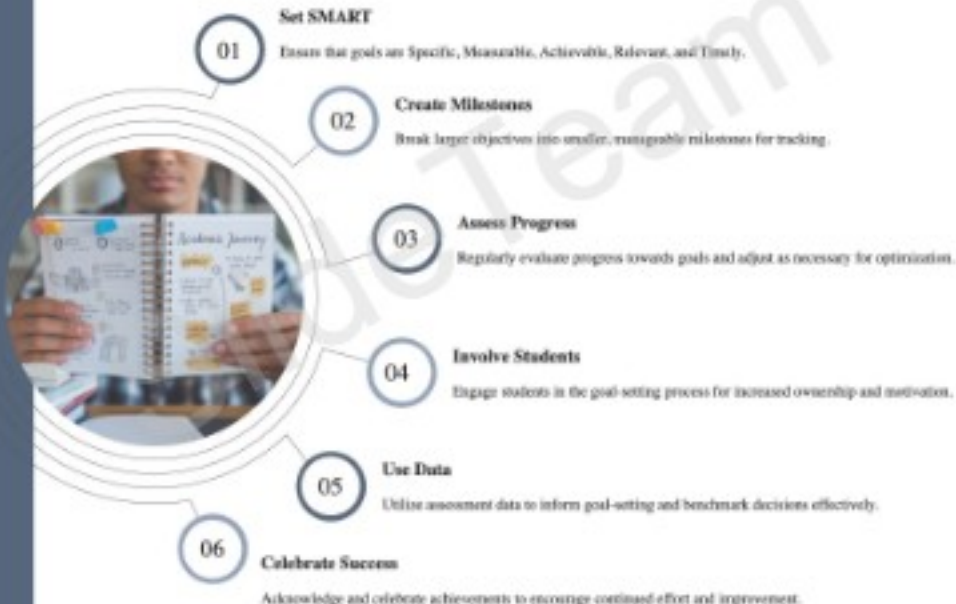 01
Set SMART
Ensure that goals are Specific, Measurable, Achievable, Relevant, and Timely.
02
Create Milestones
Break larger objectives into smaller, manageable milestones for tracking.
03
Assess Progress
Regularly evaluate progress towards goals and adjust as necessary for optimization.
04
Involve Students
Engage students in the goal-setting process for increased ownership and motivation.
05
Use Data
Utilize assessment data to inform goal-setting and benchmark decisions effectively.
06
Celebrate Success
Acknowledge and celebrate achievements to encourage continued effort and improvement.
Academic Journey
SlideTeam